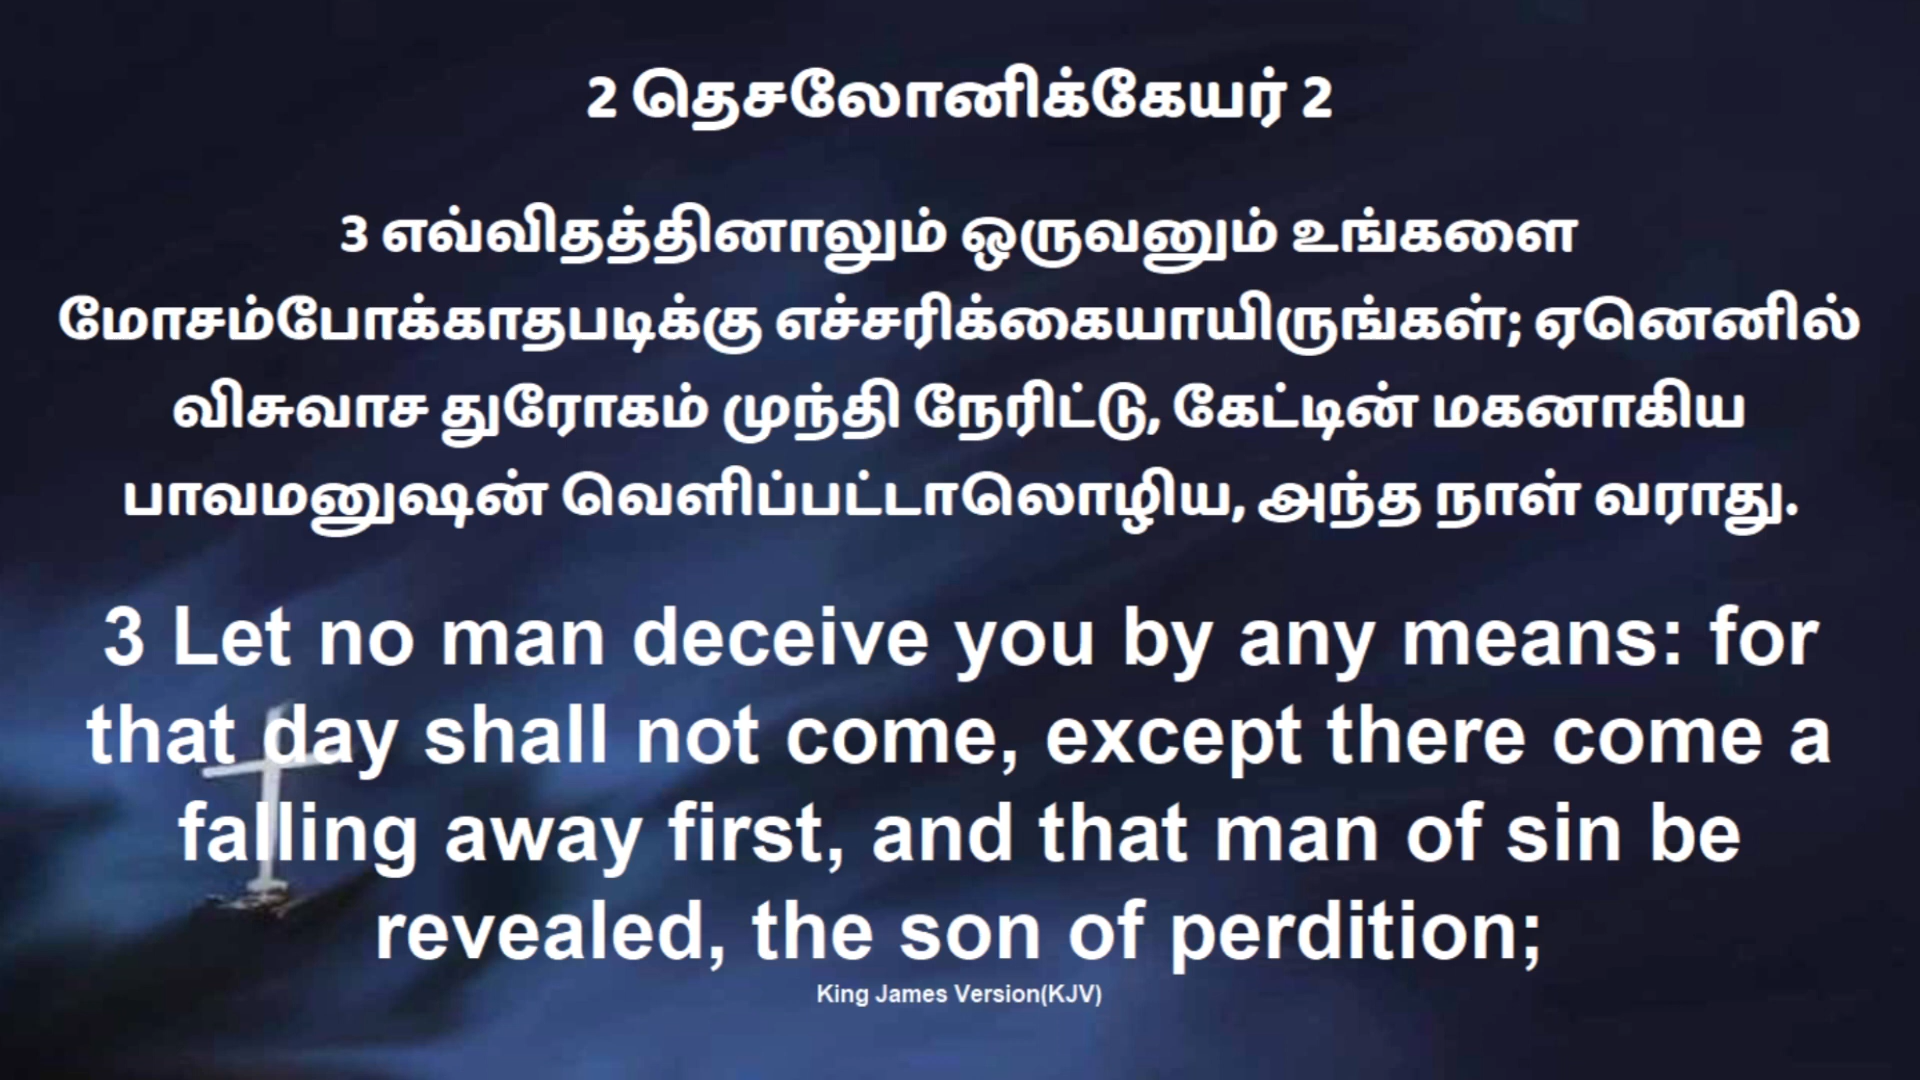 2 தெசலோனிக்கேயர் 2
3 எவ்விதத்தினாலும் ஒருவனும் உங்களை
மோசம்போக்காதபடிக்கு எச்சரிக்கையாயிருங்கள்; ஏனெனில்
விசுவாச துரோகம் முந்தி நேரிட்டு, கேட்டின் மகனாகிய
பாவமனுஷன் வெளிப்பட்டாலொழிய, அந்த நாள் வராது.
3 Let no man deceive you by any means: for
that day shall not come, except there come a
falling away first, and that man of sin be
revealed, the son of perdition;
King James Version(KJV)